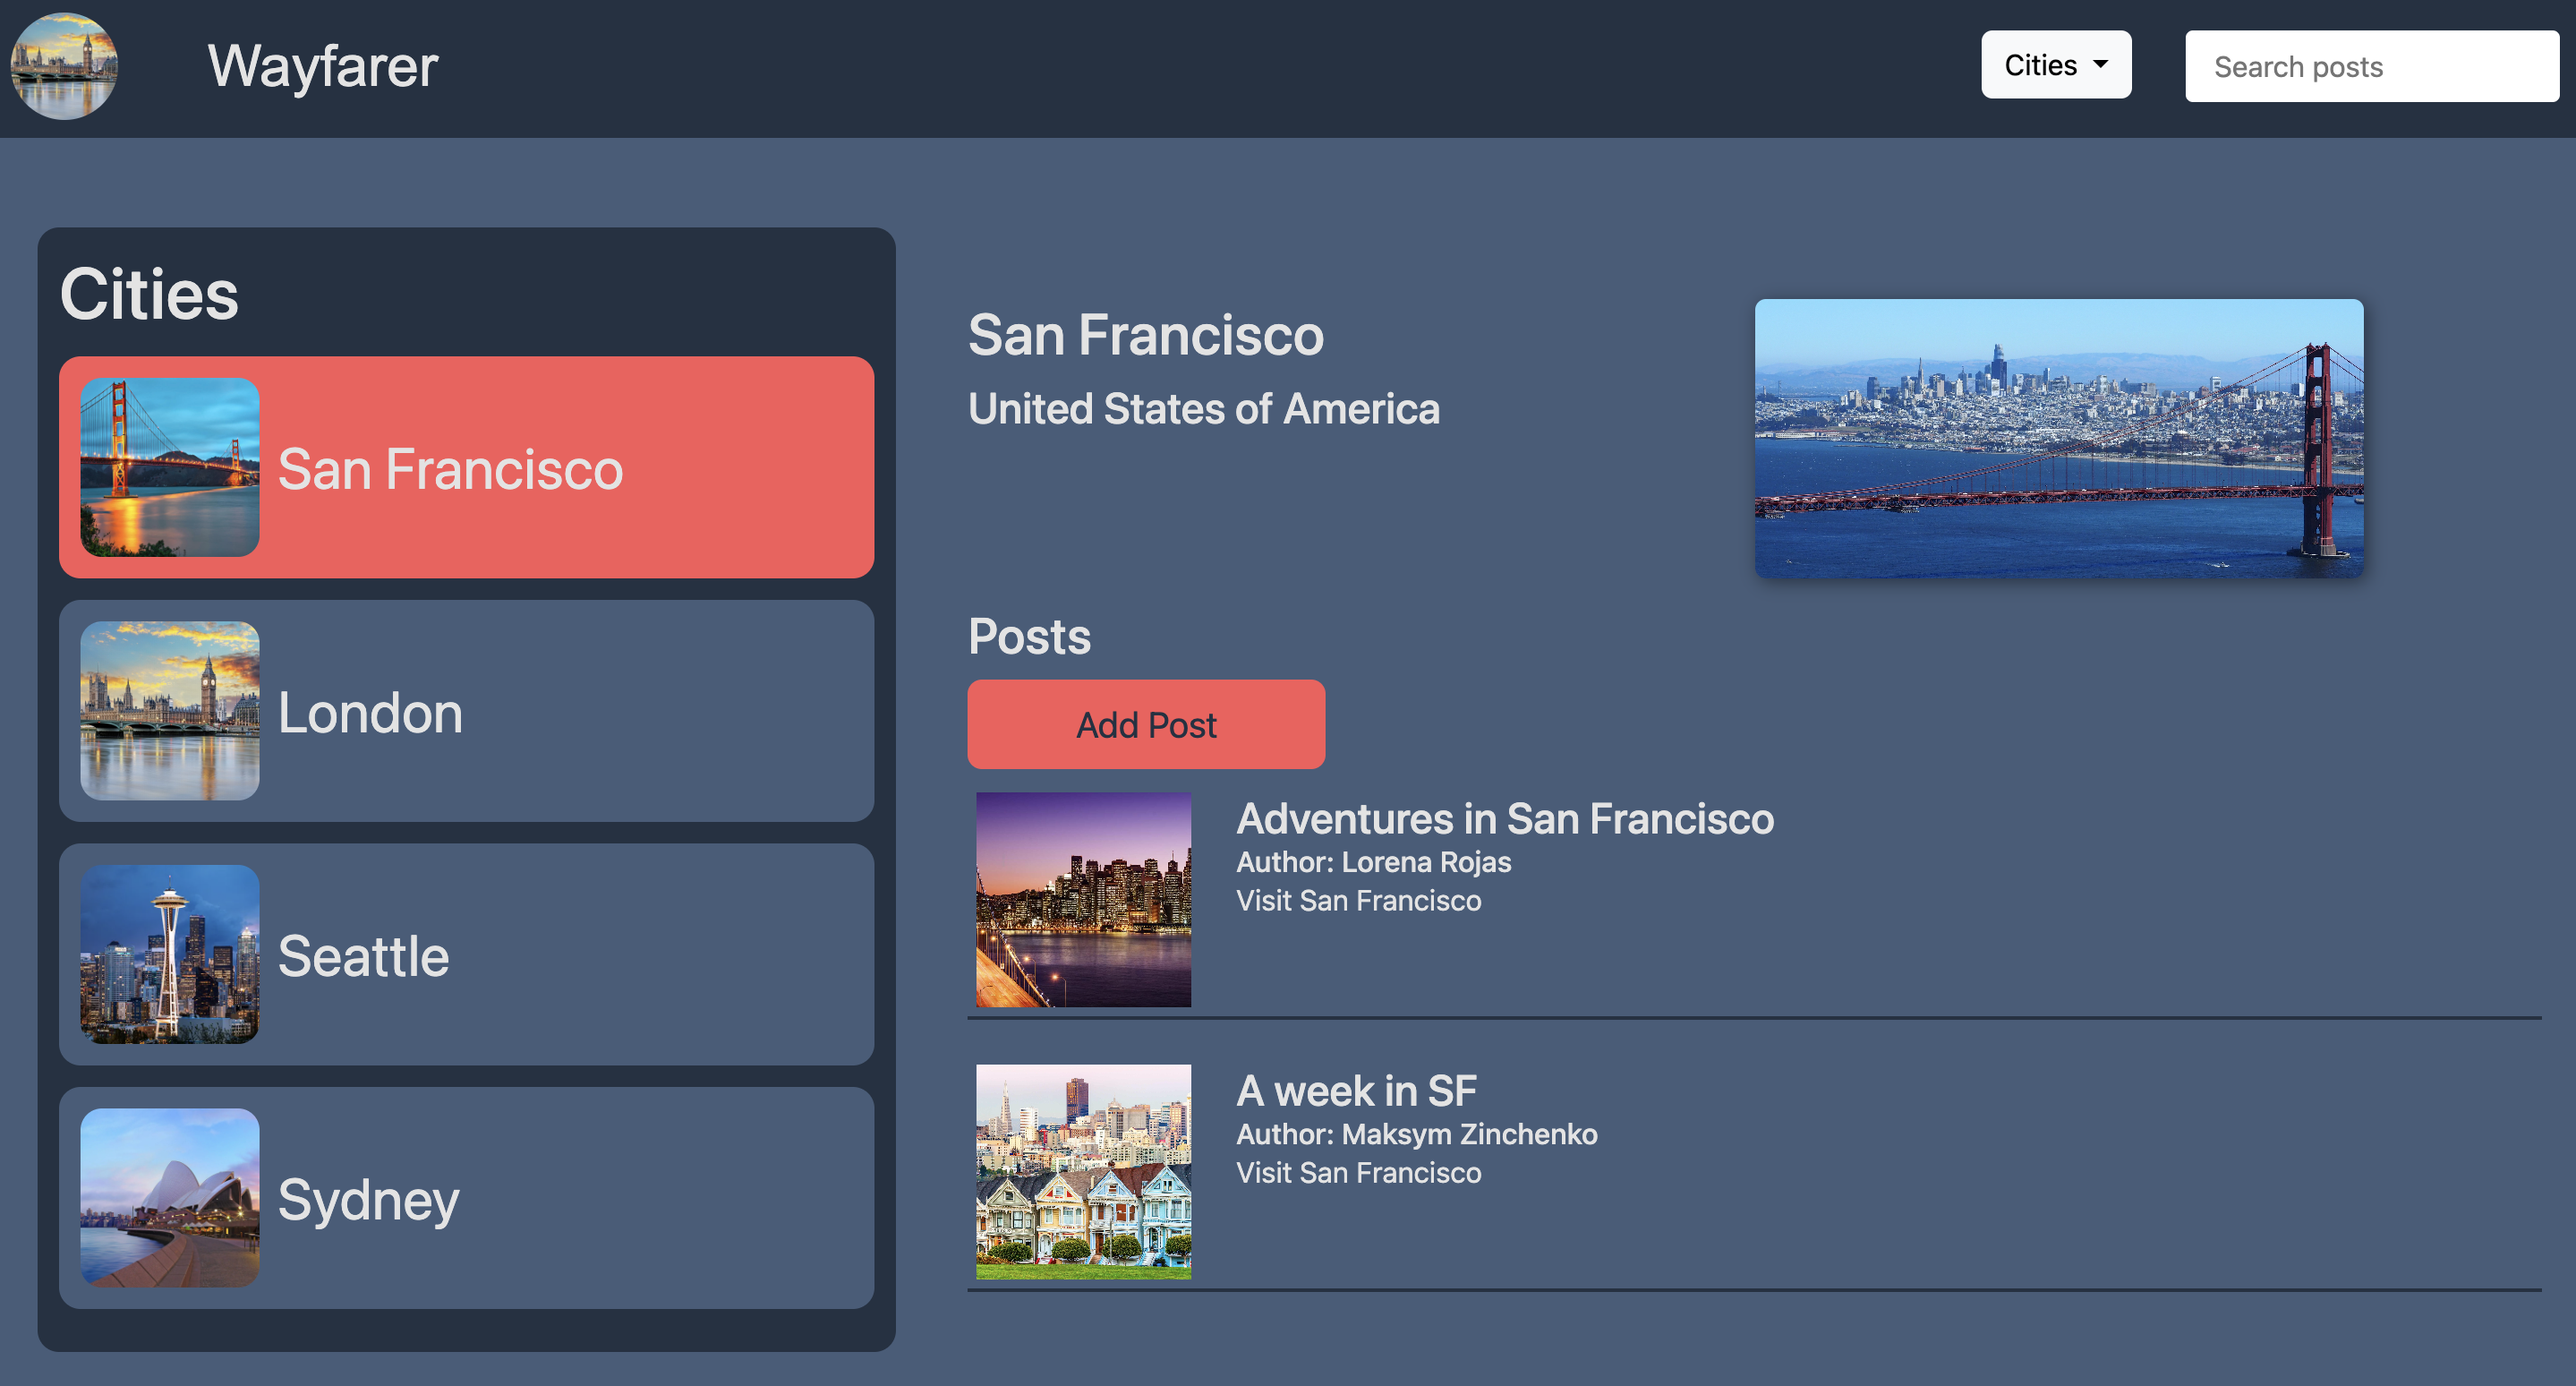 Wayfarer
Cities
Search posts
Cities
San Francisco
London
Seattle
Sydney
San Francisco
United States of America
Posts
Add Post
Adventures in San Francisco
Author: Lorena Rojas
Visit San Francisco
A week in SF
Author: Maksym Zinchenko
Visit San Francisco